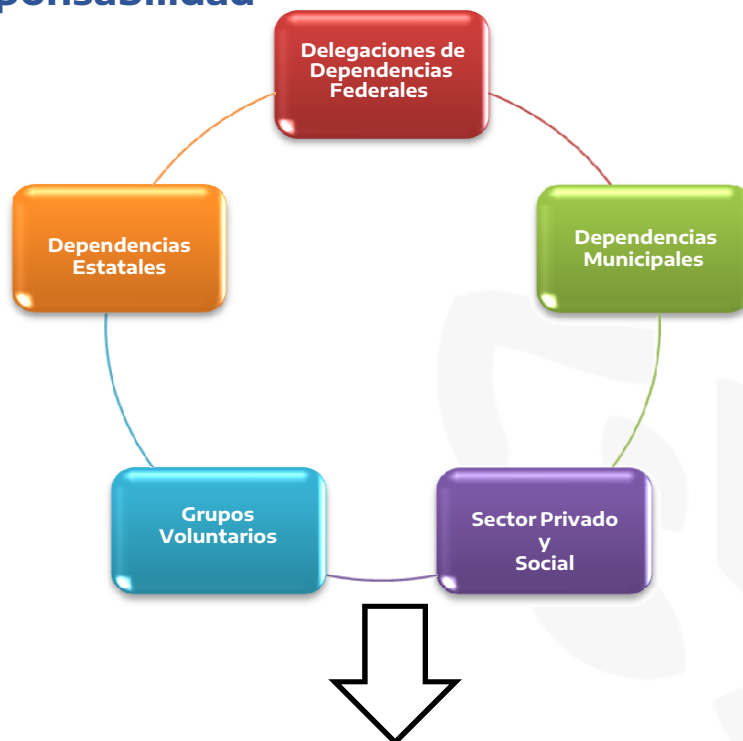 Delegaciones de
Dependencias
Federales
Dependencias
Estatales
Dependencias
Municipales
Grupos
Voluntarios
Sector Privado
y
Social